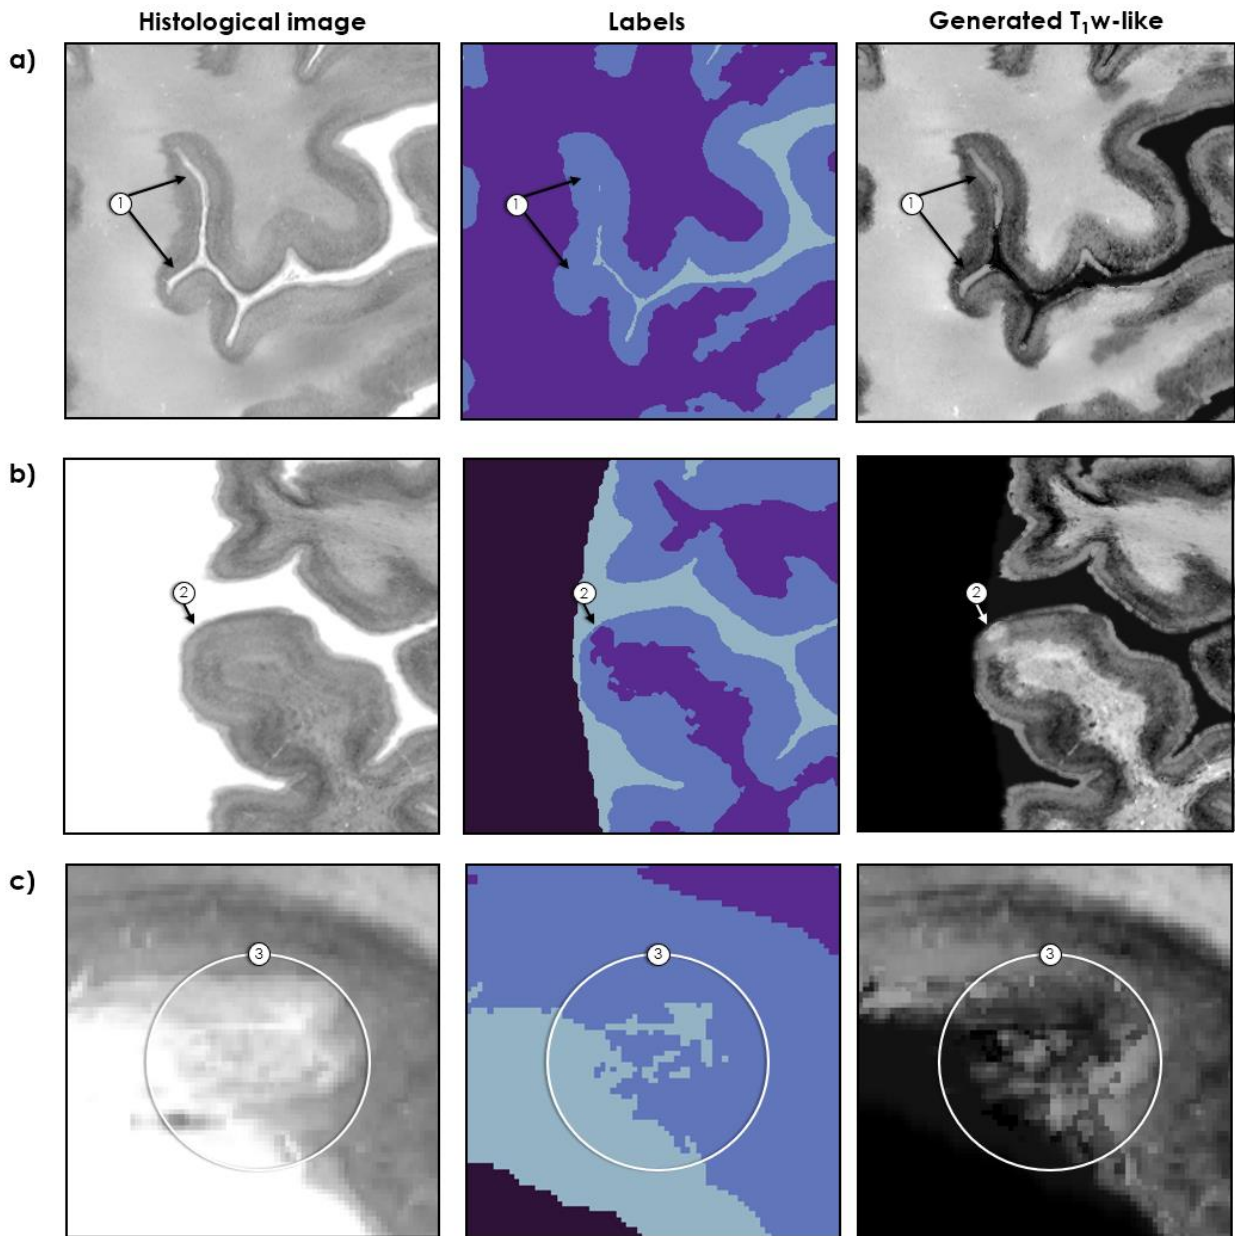 Histological image Labels Generated T₁w-like
a)
1 1 1
b)
2 2 2
c)
3 3 3